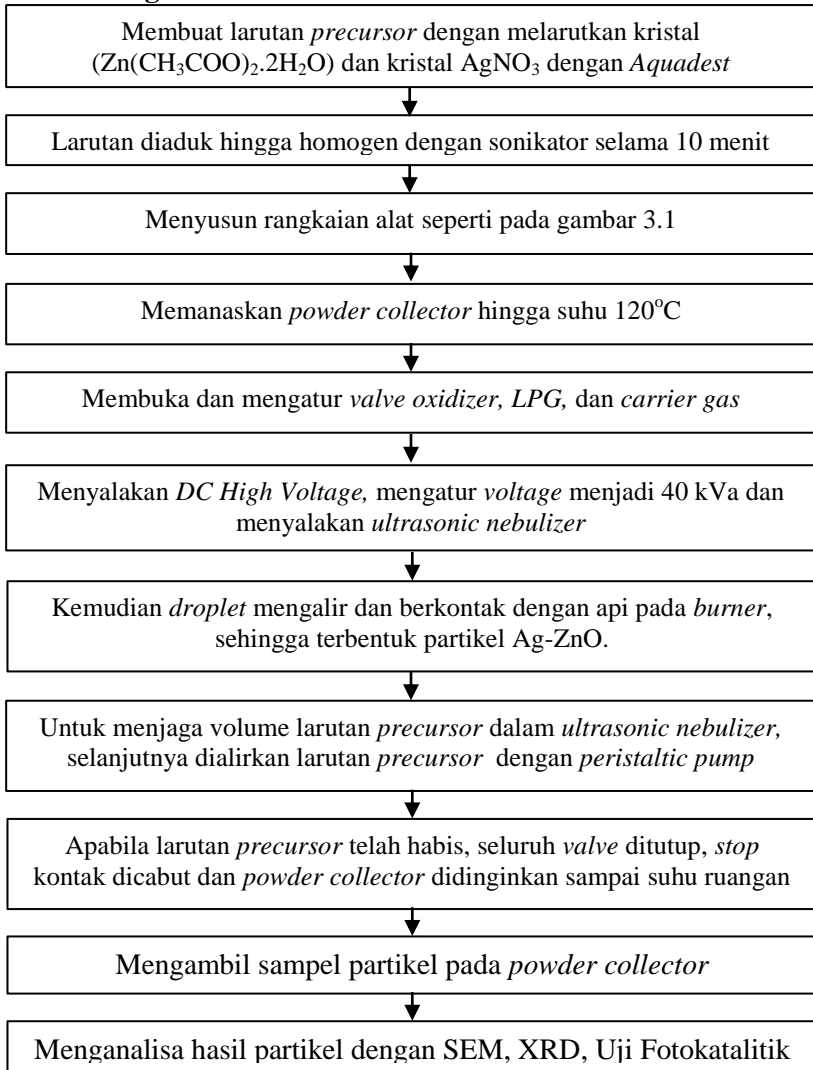 Membuat larutan precursor dengan melarutkan kristal
(Zn(CH₃COO)₂.2H₂O) dan kristal AgNO₃ dengan Aquadest
Larutan diaduk hingga homogen dengan sonikator selama 10 menit
Menyusun rangkaian alat seperti pada gambar 3.1
Memanaskan powder collector hingga suhu 120°C
Membuka dan mengatur valve oxidizer, LPG, dan carrier gas
Menyalakan DC High Voltage, mengatur voltage menjadi 40 kVa dan
menyalakan ultrasonic nebulizer
Kemudian droplet mengalir dan berkontak dengan api pada burner,
sehingga terbentuk partikel Ag-ZnO.
Untuk menjaga volume larutan precursor dalam ultrasonic nebulizer,
selanjutnya dialirkan larutan precursor dengan peristaltic pump
Apabila larutan precursor telah habis, seluruh valve ditutup, stop
kontak dicabut dan powder collector didinginkan sampai suhu ruangan
Mengambil sampel partikel pada powder collector
Menganalisa hasil partikel dengan SEM, XRD, Uji Fotokatalitik